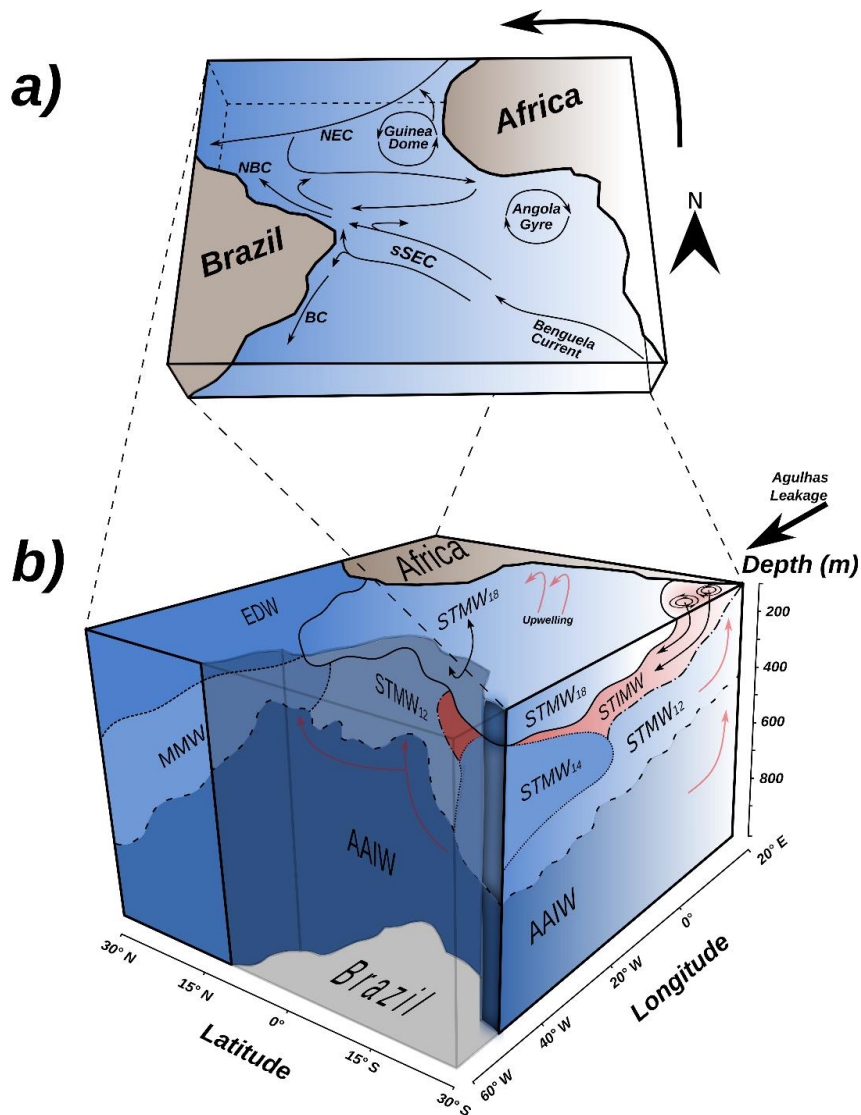 a)
Africa
NEC
Guinea
Dome
NBC
N
Angola
Gyre
Brazil
sSEC
BC
Benguela
Current
Agulhas
Leakage
b)
Africa
Depth (m)
EDW
STMW18
200
Upwelling
400
STMW12
STMW18
STIMW
STMW12
600
MMW
STMW14
800
AAIW
AAIW
20° E
0°
30° N
20° W
Longitude
15° N
Brazil
40° W
0°
Latitude
15° S
60° W
30° S